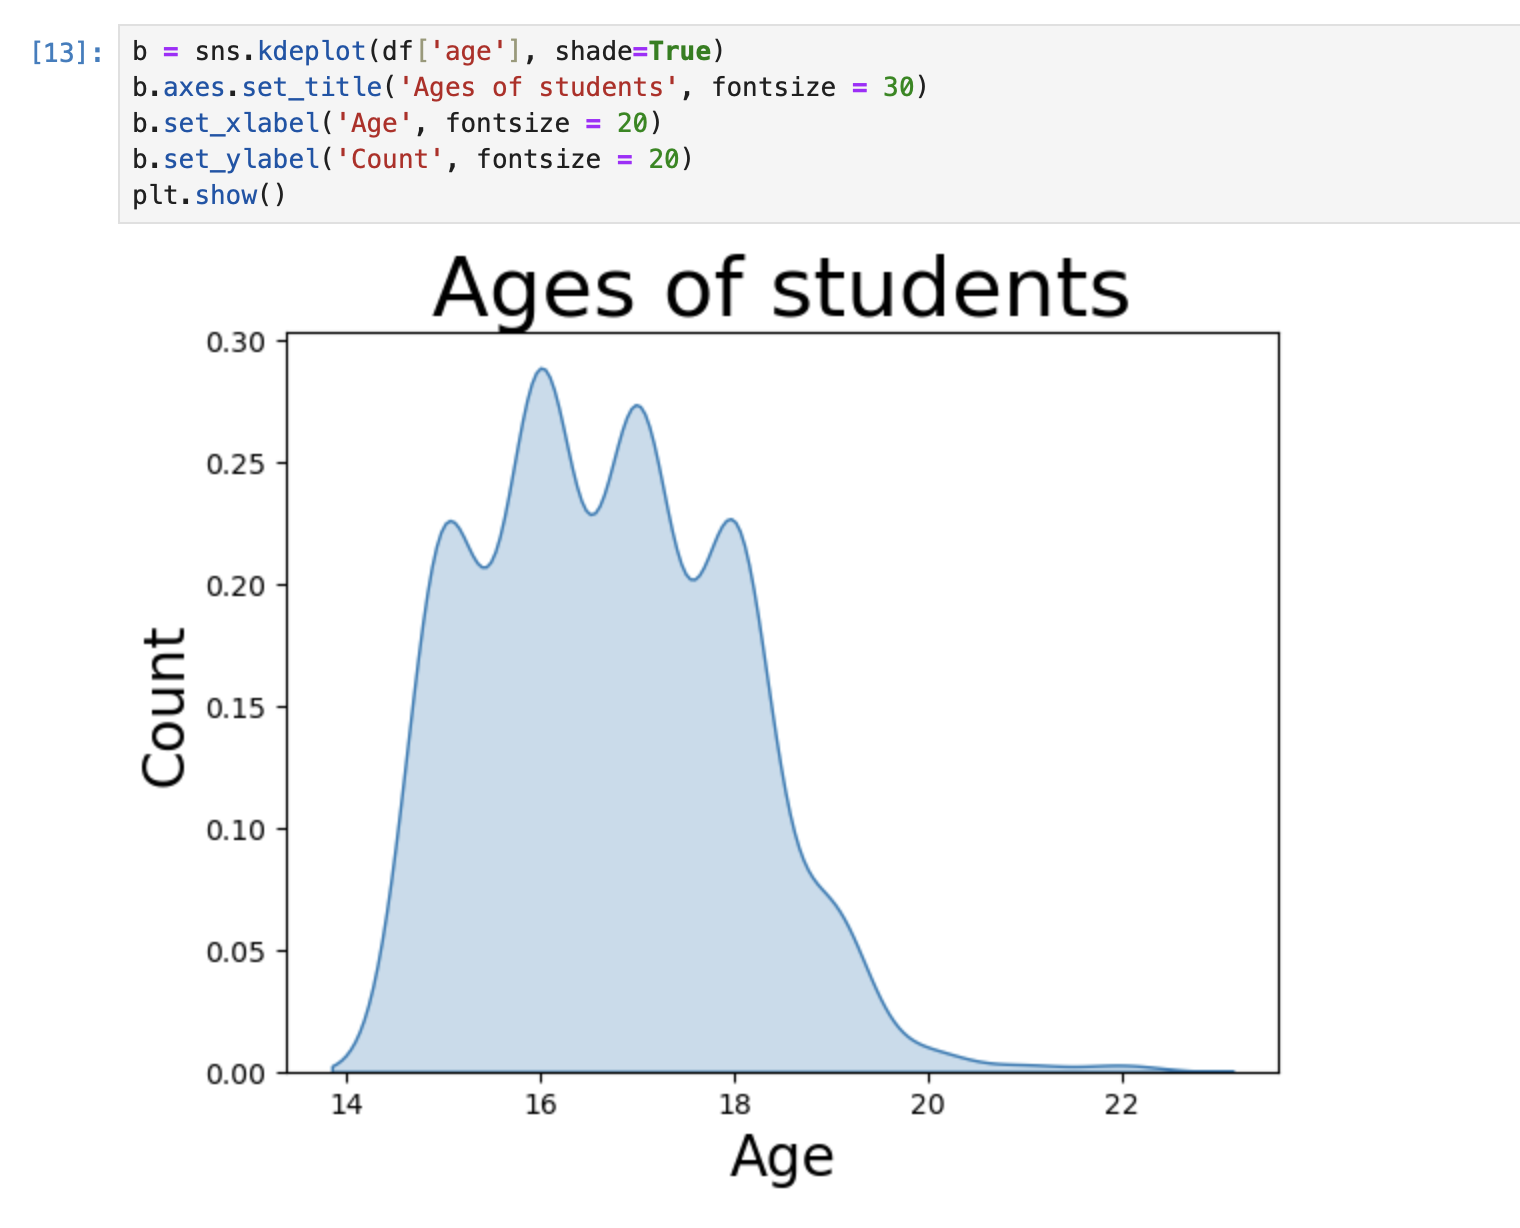 [13]: b = sns.kdeplot(df['age'], shade=True)
b.axes.set_title('Ages of students', fontsize = 30)
b.set_xlabel('Age', fontsize = 20)
b.set_ylabel('Count', fontsize = 20)
plt.show()
Ages of students
0.30
0.25
0.20
0.15
0.10
0.05
0.00
Count
14 16 18 20 22
Age